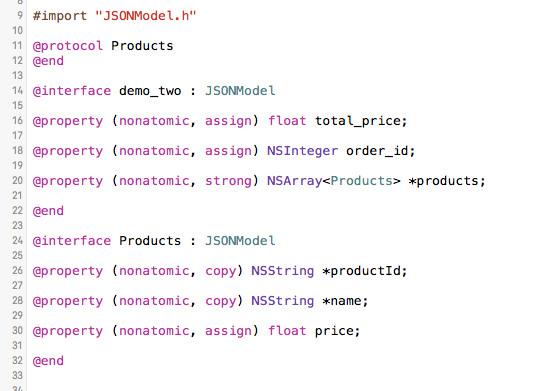 9 #import "JSONModel.h"
10
11 @protocol Products
12 @end
13
14 @interface demo_two : JSONModel
15
16 @property (nonatomic, assign) float total_price;
17
18 @property (nonatomic, assign) NSInteger order_id;
19
20 @property (nonatomic, strong) NSArray<Products> *products;
21
22 @end
23
24 @interface Products : JSONModel
25
26 @property (nonatomic, copy) NSString *productId;
27
28 @property (nonatomic, copy) NSString *name;
29
30 @property (nonatomic, assign) float price;
31
32 @end
33